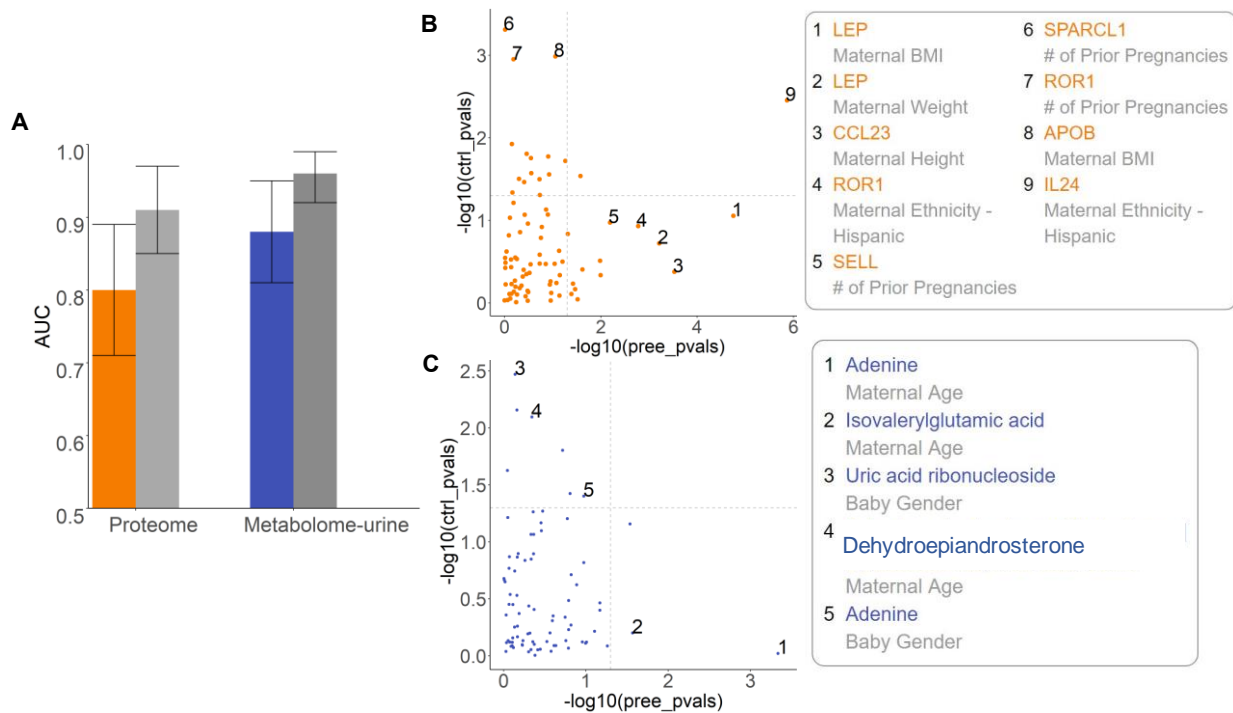 A
AUC
1.0
0.9
0.8
0.7
0.6
0.5
Proteome
Metabolome-urine
B
-log10(ctrl_pvals)
3
2
1
0
6
7
8
9
5
4
2
1
3
0
2
4
6
-log10(pree_pvals)
1 LEP
Maternal BMI
2 LEP
Maternal Weight
3 CCL23
Maternal Height
4 ROR1
Maternal Ethnicity -
Hispanic
5 SELL
# of Prior Pregnancies
6 SPARCL1
# of Prior Pregnancies
7 ROR1
# of Prior Pregnancies
8 APOB
Maternal BMI
9 IL24
Maternal Ethnicity -
Hispanic
C
-log10(ctrl_pvals)
2.5
2.0
1.5
1.0
0.5
0.0
3
4
5
2
1
0
1
2
3
-log10(pree_pvals)
1 Adenine
Maternal Age
2 Isovalerylglutamic acid
Maternal Age
3 Uric acid ribonucleoside
Baby Gender
4
Dehydroepiandrosterone
Maternal Age
5 Adenine
Baby Gender